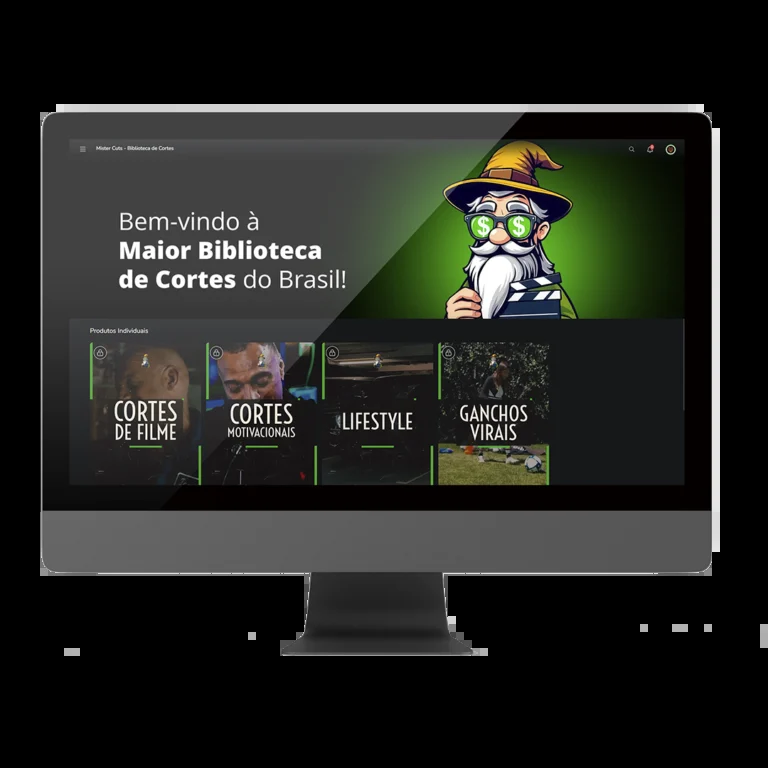 Mister Cuts - Biblioteca de Cortes
Bem-vindo à
Maior Biblioteca
de Cortes do Brasil!
$ $
Produtos Individuais
CORTES
DE FILME
CORTES
MOTIVACIONAIS
LIFESTYLE
GANCHOS
VIRAIS